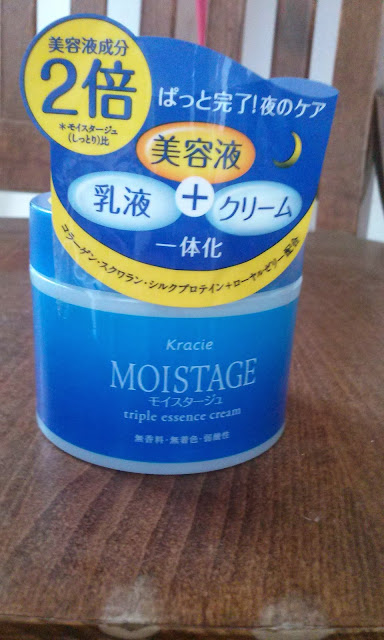 美容液成分
2倍
*モイスタージュ
(しっとり)比
ぱっと完了!夜のケア
美容液
乳液
+
クリーム
一体化
コラーゲン・スクワラン・シルクプロテイン+ローヤルゼリー配合
Kracie
MOISTAGE
モイスタージュ
triple essence cream
無香料・無着色・弱酸性